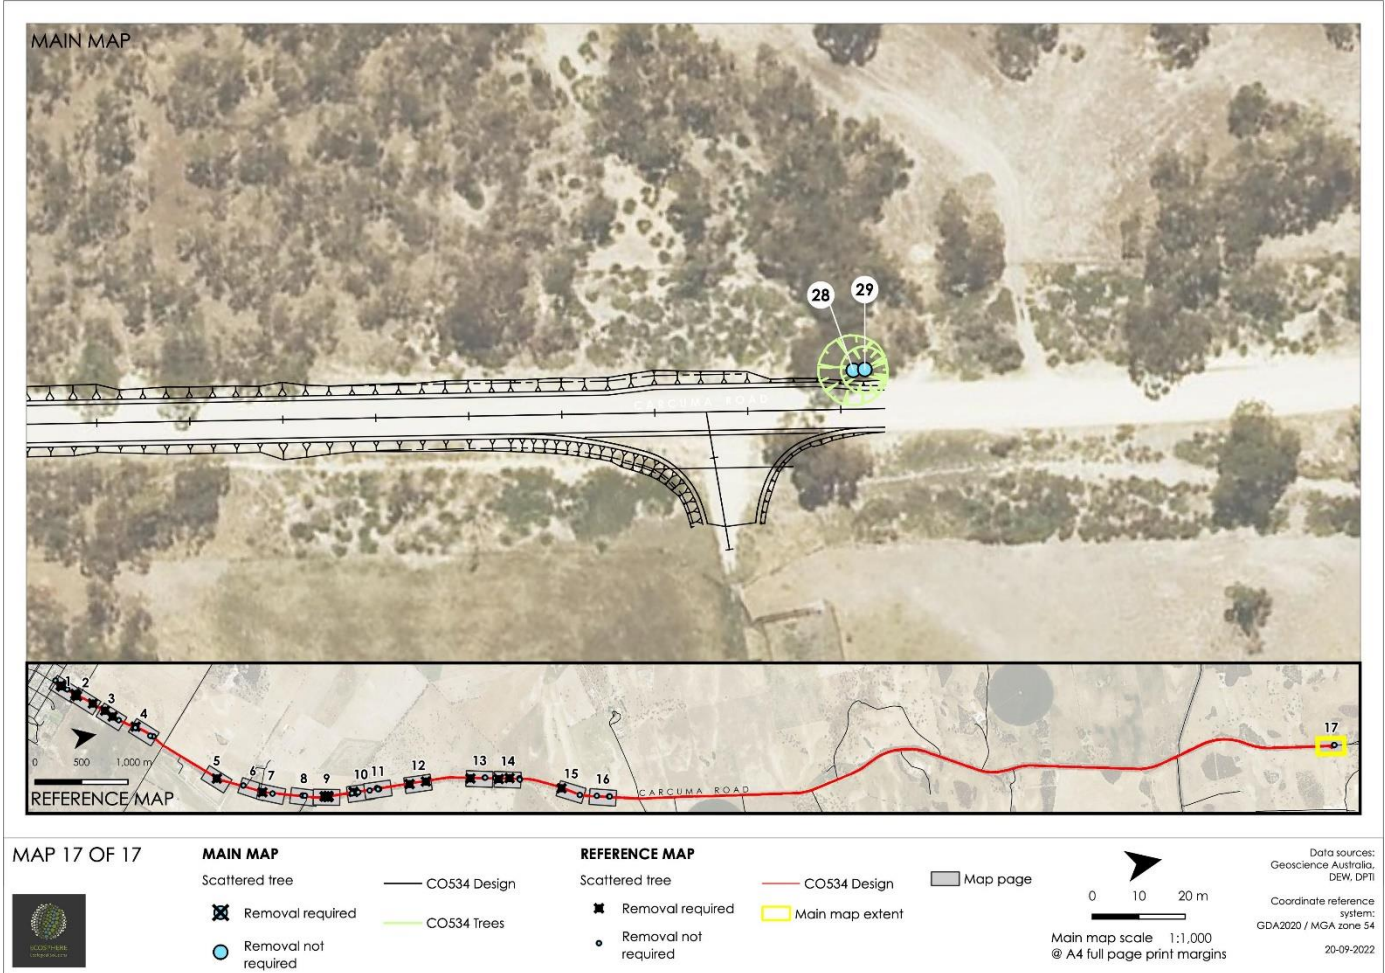 MAIN MAP
28
29
CARCUMA ROAD
1
2
3
4
5
6
7
8
9
10
11
12
13
14
15
16
17
0 500 1,000 m
REFERENCE MAP
CARCUMA ROAD
MAP 17 OF 17
MAIN MAP
Scattered tree
Removal required
Removal not
required
CO534 Design
CO534 Trees
REFERENCE MAP
Scattered tree
Removal required
Removal not
required
CO534 Design
Main map extent
Map page
0 10 20 m
Main map scale 1:1,000
@ A4 full page print margins
Data sources:
Geoscience Australia,
DEW, DPTI
Coordinate reference
system:
GDA2020 / MGA zone 54
20-09-2022
ECOSPHERE